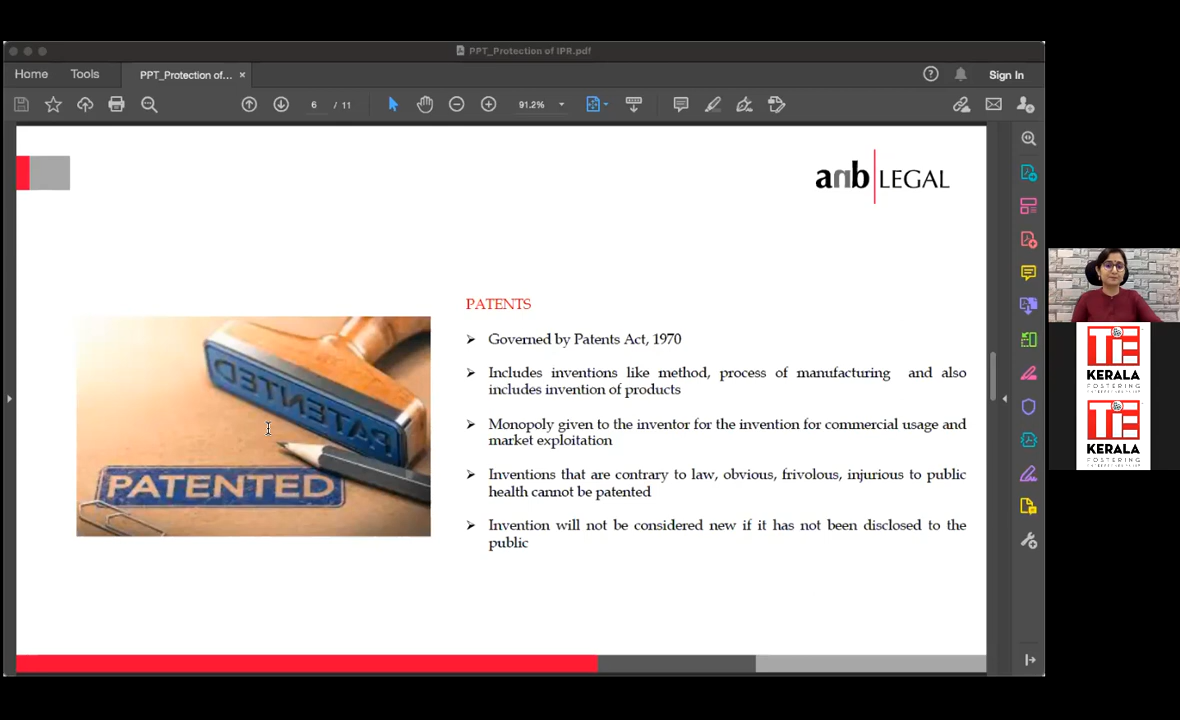 PPT_Protection of IPR.pdf
Home Tools PPT_Protection of... × Sign In
6 / 11 91.2%
anb LEGAL
PATENTS
Governed by Patents Act, 1970
Includes inventions like method, process of manufacturing and also
includes invention of products
Monopoly given to the inventor for the invention for commercial usage and
market exploitation
Inventions that are contrary to law, obvious, frivolous, injurious to public
health cannot be patented
Invention will not be considered new if it has not been disclosed to the
public
PATENTED
PATENTED
TiE
KERALA
FOSTERING
TiE
KERALA
FOSTERING